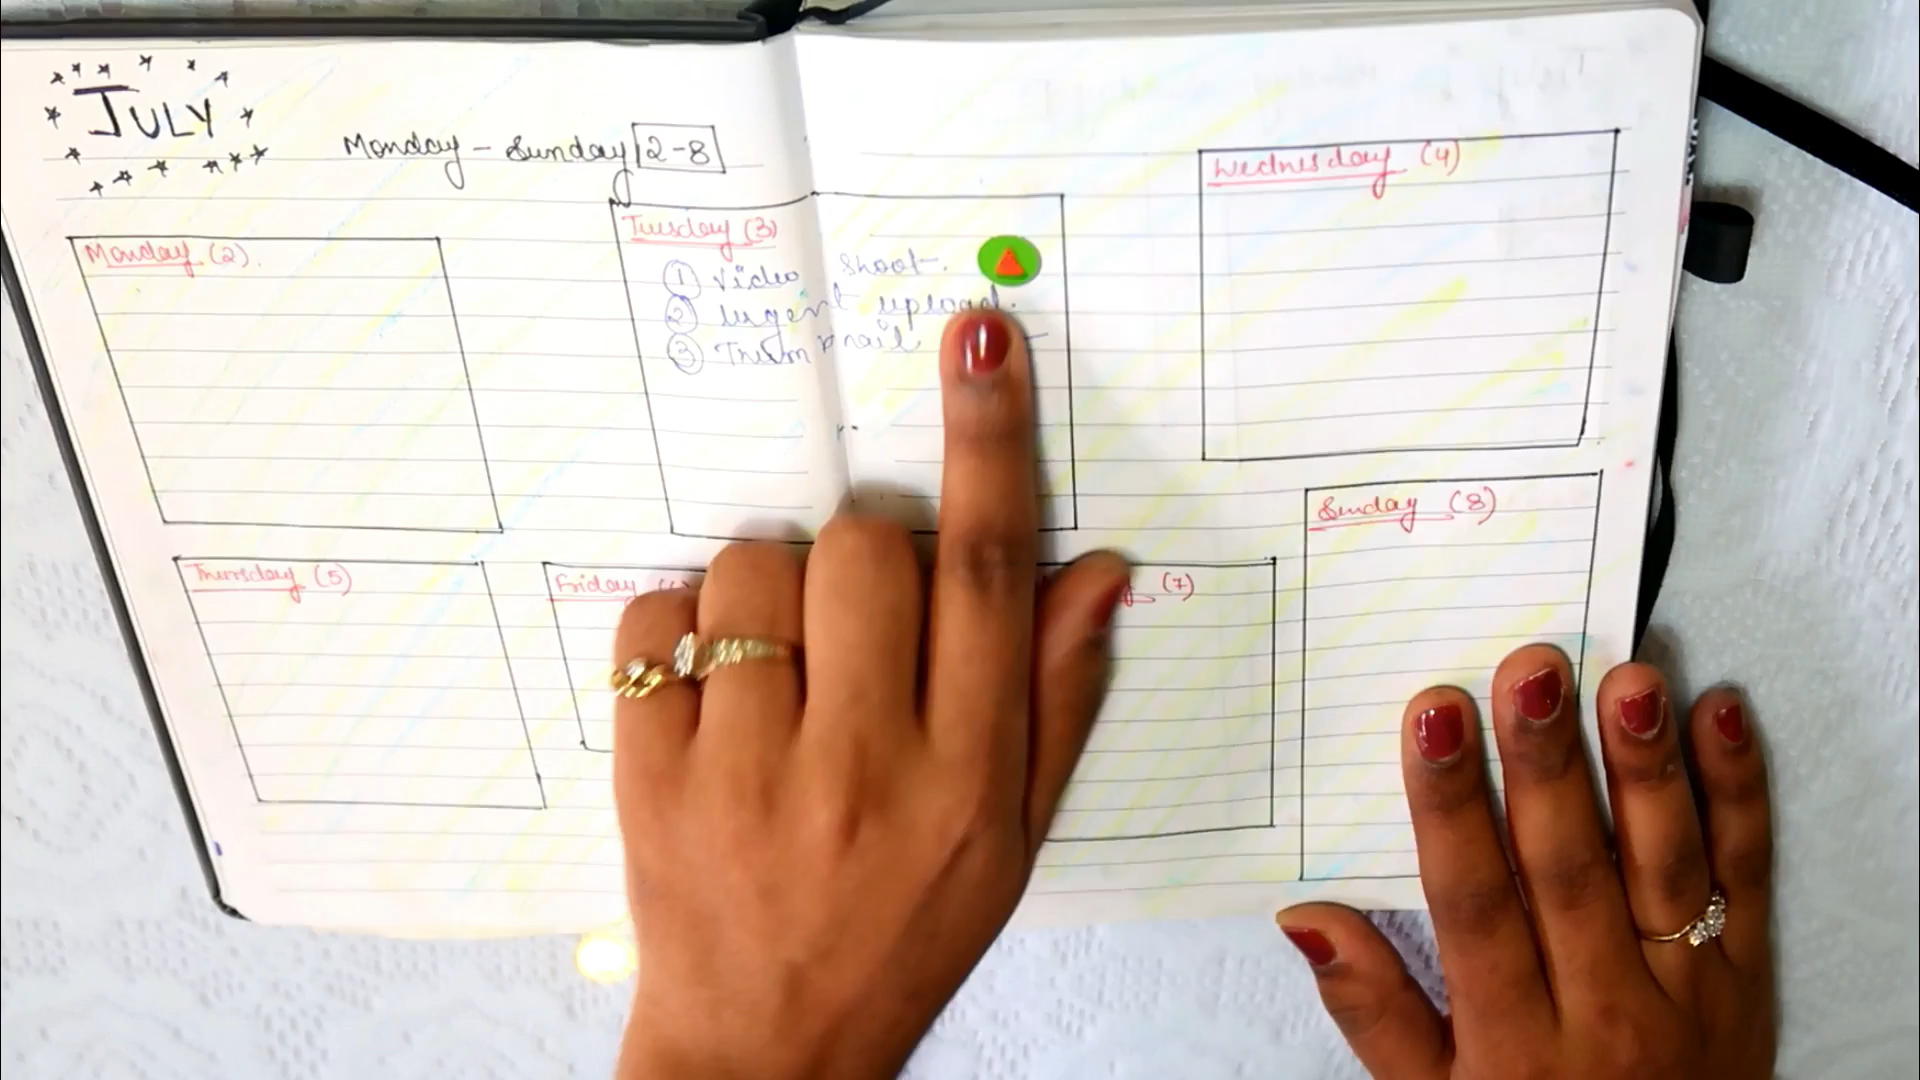 JULY
Monday - Sunday 2-8
Monday (2).
Tuesday (3)
① Video shoot.
② Urgent upload.
③ Thumbnail
Wednesday (4)
Thursday (5)
Friday
(7)
Sunday (8)